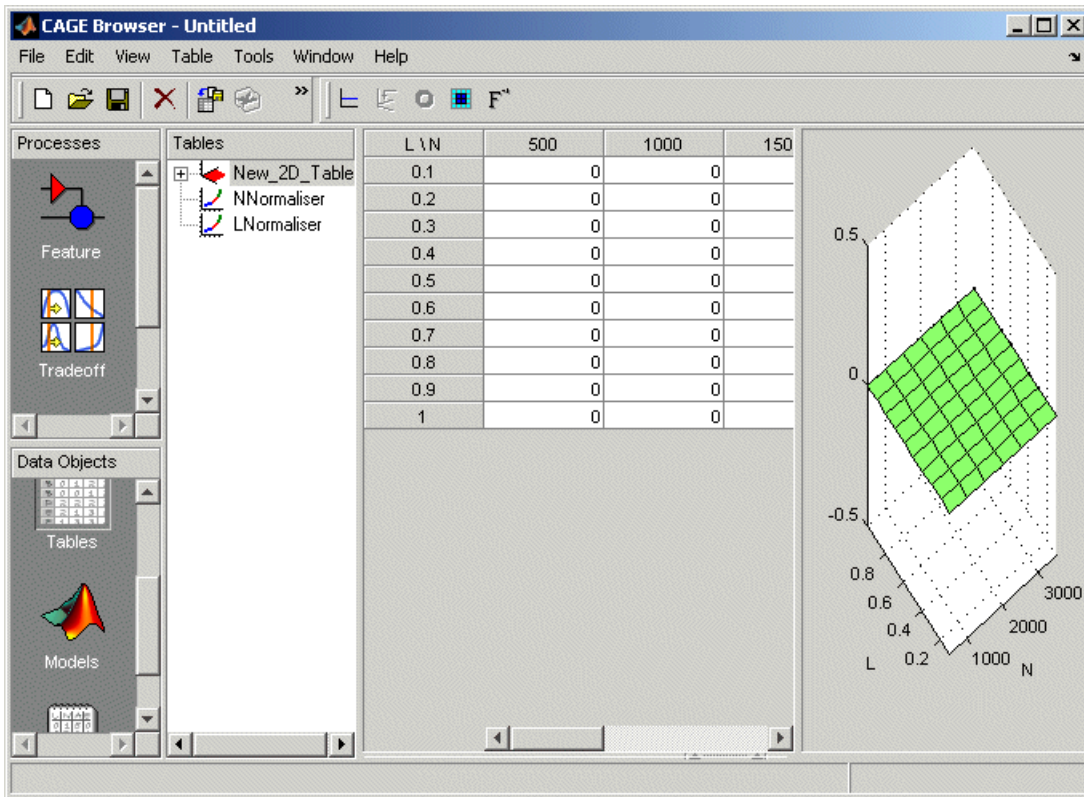 CAGE Browser - Untitled
File Edit View Table Tools Window Help
» F
Processes
Feature
Tradeoff
Data Objects
Tables
Models
Tables
New_2D_Table
NNormaliser
LNormaliser
L \ N 500 1000 150
0.1 0 0
0.2 0 0
0.3 0 0
0.4 0 0
0.5 0 0
0.6 0 0
0.7 0 0
0.8 0 0
0.9 0 0
1 0 0
0.5
0
-0.5
0.8
0.6
0.4
0.2
L
1000
2000
3000
N